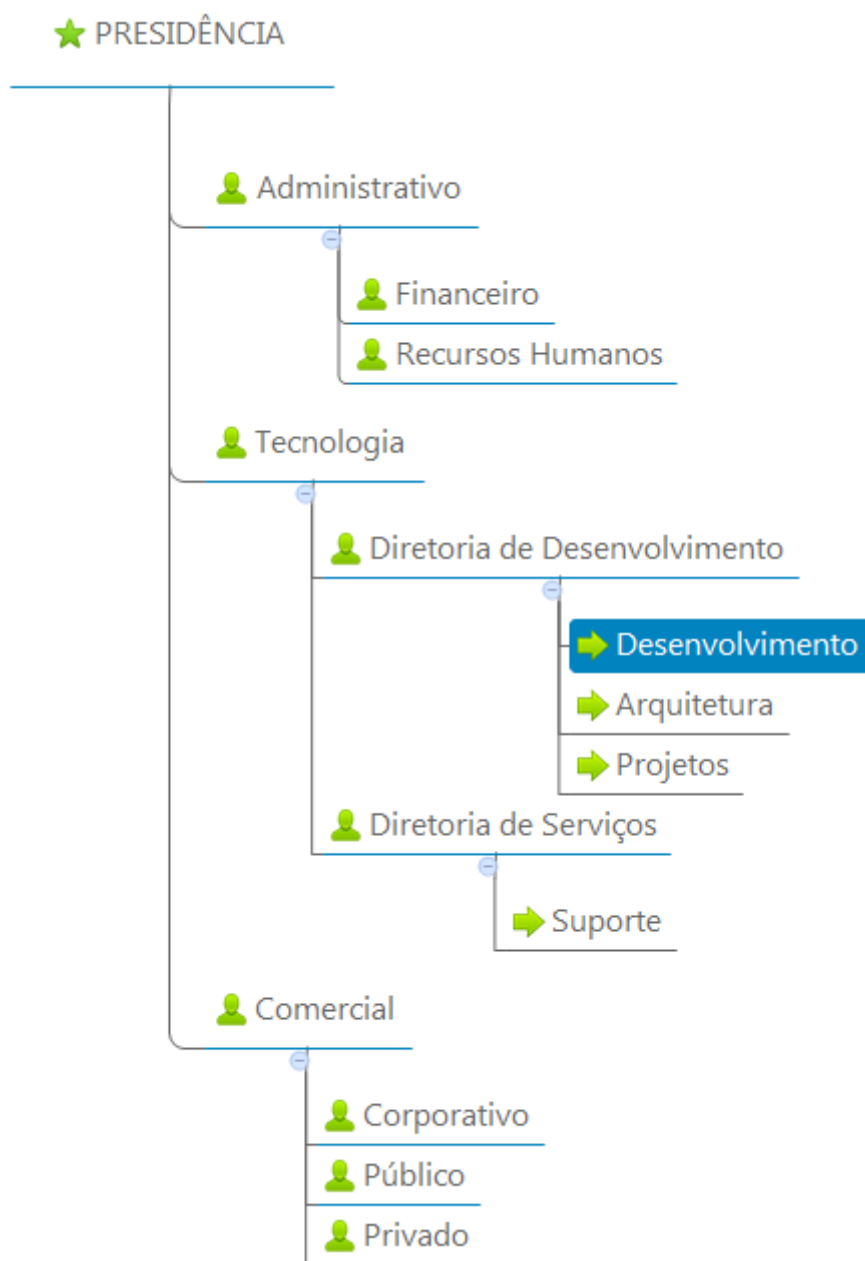 PRESIDÊNCIA
Administrativo
Financeiro
Recursos Humanos
Tecnologia
Diretoria de Desenvolvimento
Desenvolvimento
Arquitetura
Projetos
Diretoria de Serviços
Suporte
Comercial
Corporativo
Público
Privado